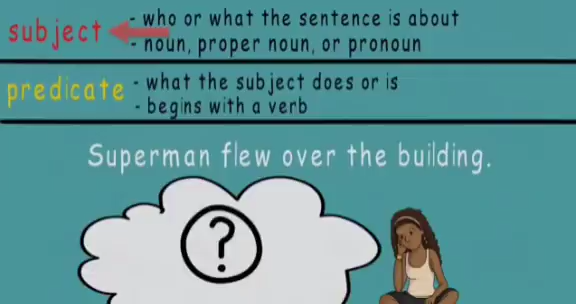 subject
- who or what the sentence is about
- noun, proper noun, or pronoun
predicate
- what the subject does or is
- begins with a verb
Superman flew over the building.
?